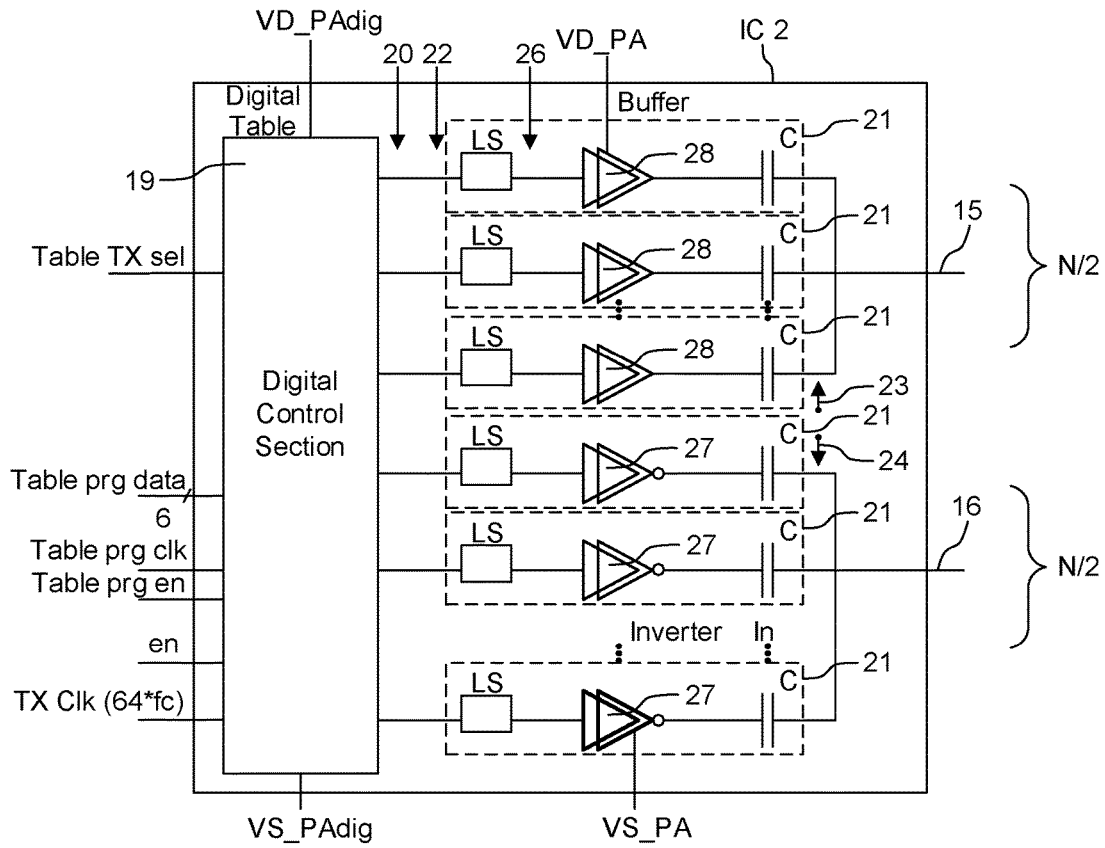 VD_PAdig
20 22 26 VD_PA IC 2
Digital
Table
Buffer
19
LS 28 C 21
Table TX sel
LS 28 C 21
15
N/2
LS 28 C 21
23
Digital
Control
Section
LS 27 C 21
24
Table prg data
6
LS 27 C 21
16
N/2
Table prg clk
Table prg en
en
Inverter In
TX Clk (64*fc)
LS 27 C 21
VS_PAdig
VS_PA